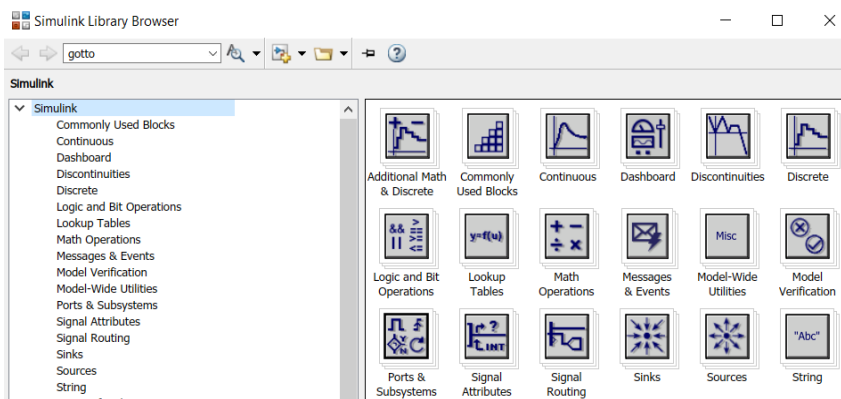 Simulink Library Browser
gotto
Simulink
Simulink
Commonly Used Blocks
Continuous
Dashboard
Discontinuities
Discrete
Logic and Bit Operations
Lookup Tables
Math Operations
Messages & Events
Model Verification
Model-Wide Utilities
Ports & Subsystems
Signal Attributes
Signal Routing
Sinks
Sources
String
Additional Math
& Discrete
Commonly
Used Blocks
Continuous
Dashboard
Discontinuities
Discrete
&& ||
> == >= <=
Logic and Bit
Operations
y=f(u)
Lookup
Tables
+ −
÷ ×
Math
Operations
Messages
& Events
Misc
Model-Wide
Utilities
Model
Verification
Ports &
Subsystems
? INT
Signal
Attributes
Signal
Routing
Sinks
Sources
"Abc"
String